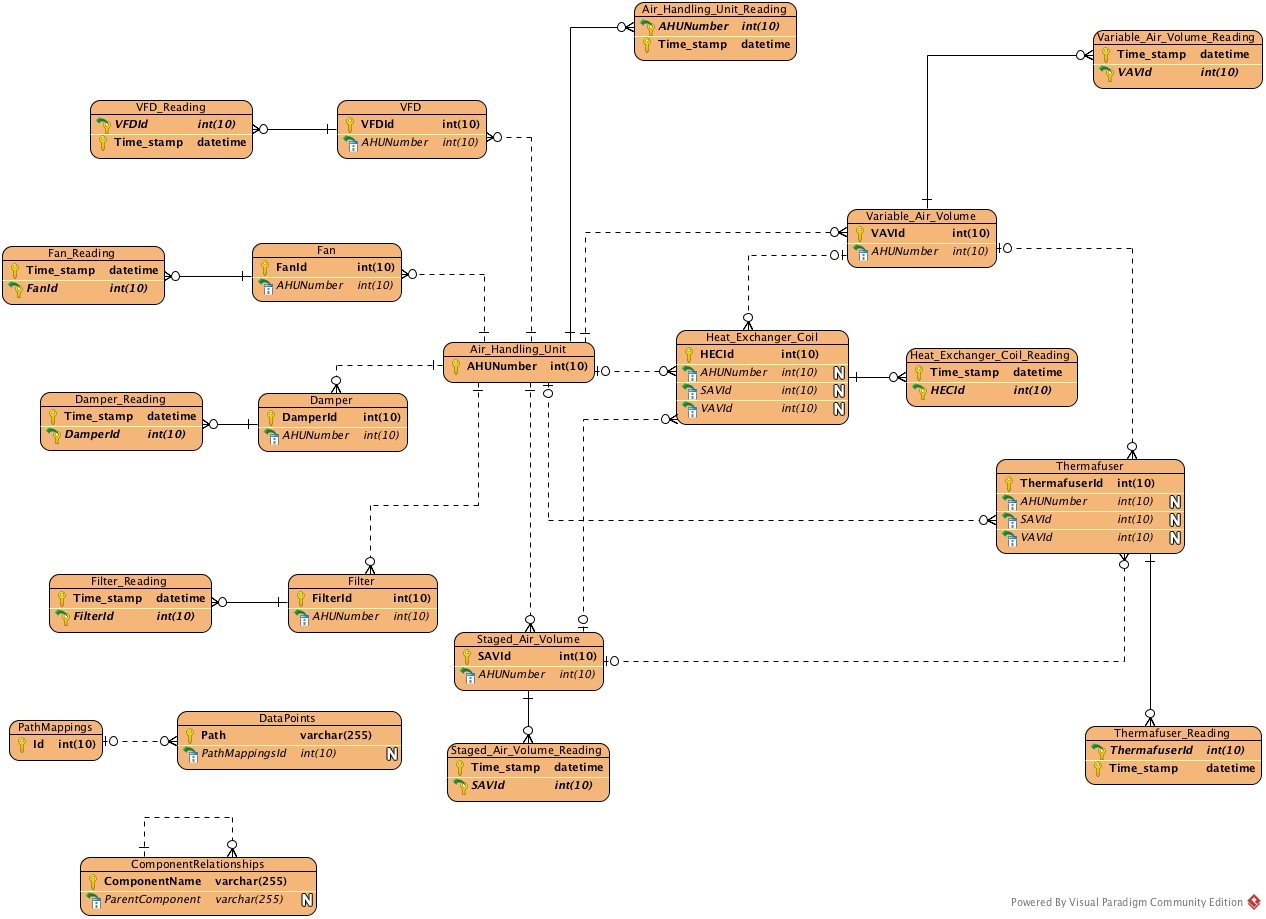 Air_Handling_Unit_Reading
AHUNumber int(10)
Time_stamp datetime
Variable_Air_Volume_Reading
Time_stamp datetime
VAVId int(10)
VFD_Reading
VFDId int(10)
Time_stamp datetime
VFD
VFDId int(10)
AHUNumber int(10)
Variable_Air_Volume
VAVId int(10)
AHUNumber int(10)
Fan_Reading
Time_stamp datetime
FanId int(10)
Fan
FanId int(10)
AHUNumber int(10)
Air_Handling_Unit
AHUNumber int(10)
Heat_Exchanger_Coil
HECId int(10)
AHUNumber int(10) N
SAVId int(10) N
VAVId int(10) N
Heat_Exchanger_Coil_Reading
Time_stamp datetime
HECId int(10)
Damper_Reading
Time_stamp datetime
DamperId int(10)
Damper
DamperId int(10)
AHUNumber int(10)
Thermafuser
ThermafuserId int(10)
AHUNumber int(10) N
SAVId int(10) N
VAVId int(10) N
Filter_Reading
Time_stamp datetime
FilterId int(10)
Filter
FilterId int(10)
AHUNumber int(10)
Staged_Air_Volume
SAVId int(10)
AHUNumber int(10)
PathMappings
Id int(10)
DataPoints
Path varchar(255)
PathMappingsId int(10) N
Staged_Air_Volume_Reading
Time_stamp datetime
SAVId int(10)
Thermafuser_Reading
ThermafuserId int(10)
Time_stamp datetime
ComponentRelationships
ComponentName varchar(255)
ParentComponent varchar(255) N
Powered By Visual Paradigm Community Edition